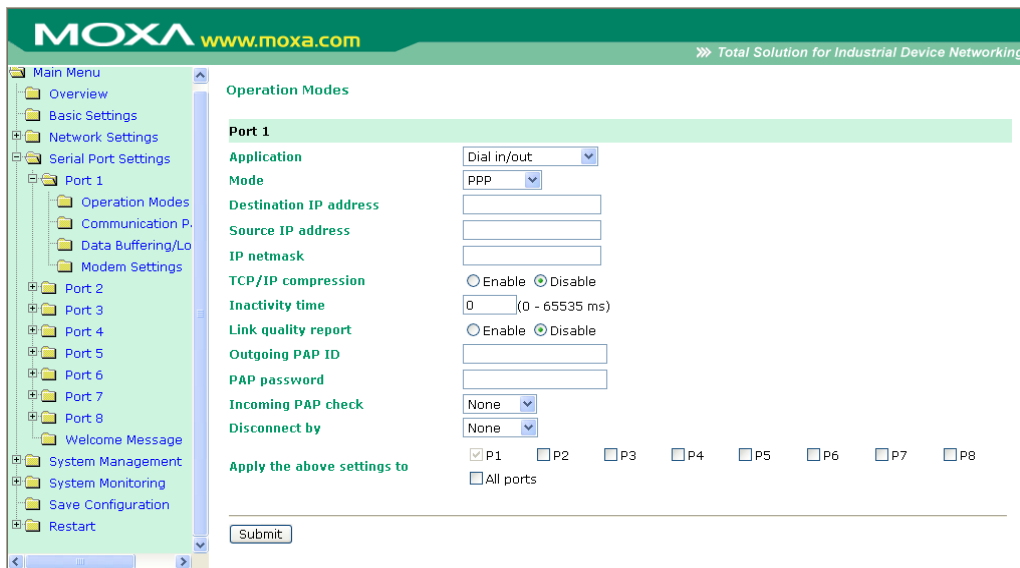 MOXA www.moxa.com
Total Solution for Industrial Device Networking
Main Menu
Overview
Basic Settings
Network Settings
Serial Port Settings
Port 1
Operation Modes
Communication P
Data Buffering/Lo
Modem Settings
Port 2
Port 3
Port 4
Port 5
Port 6
Port 7
Port 8
Welcome Message
System Management
System Monitoring
Save Configuration
Restart
Operation Modes
Port 1
Application Dial in/out
Mode PPP
Destination IP address
Source IP address
IP netmask
TCP/IP compression Enable Disable
Inactivity time 0 (0 - 65535 ms)
Link quality report Enable Disable
Outgoing PAP ID
PAP password
Incoming PAP check None
Disconnect by None
Apply the above settings to P1 P2 P3 P4 P5 P6 P7 P8
All ports
Submit